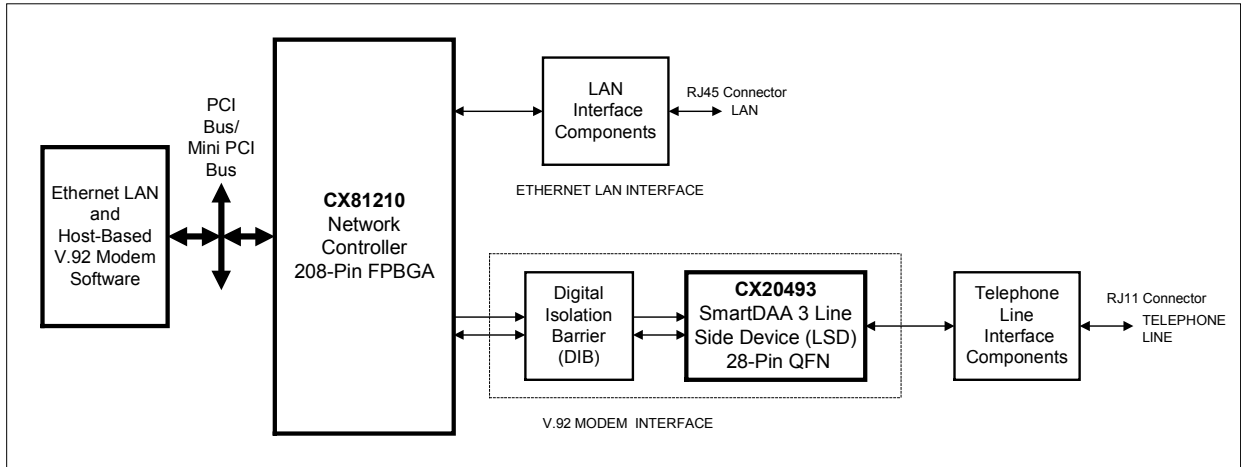 PCI
Bus/
Mini PCI
Bus
Ethernet LAN
and
Host-Based
V.92 Modem
Software
CX81210
Network
Controller
208-Pin FPBGA
LAN
Interface
Components
RJ45 Connector
LAN
ETHERNET LAN INTERFACE
Digital
Isolation
Barrier
(DIB)
CX20493
SmartDAA 3 Line
Side Device (LSD)
28-Pin QFN
V.92 MODEM INTERFACE
Telephone
Line
Interface
Components
RJ11 Connector
TELEPHONE
LINE